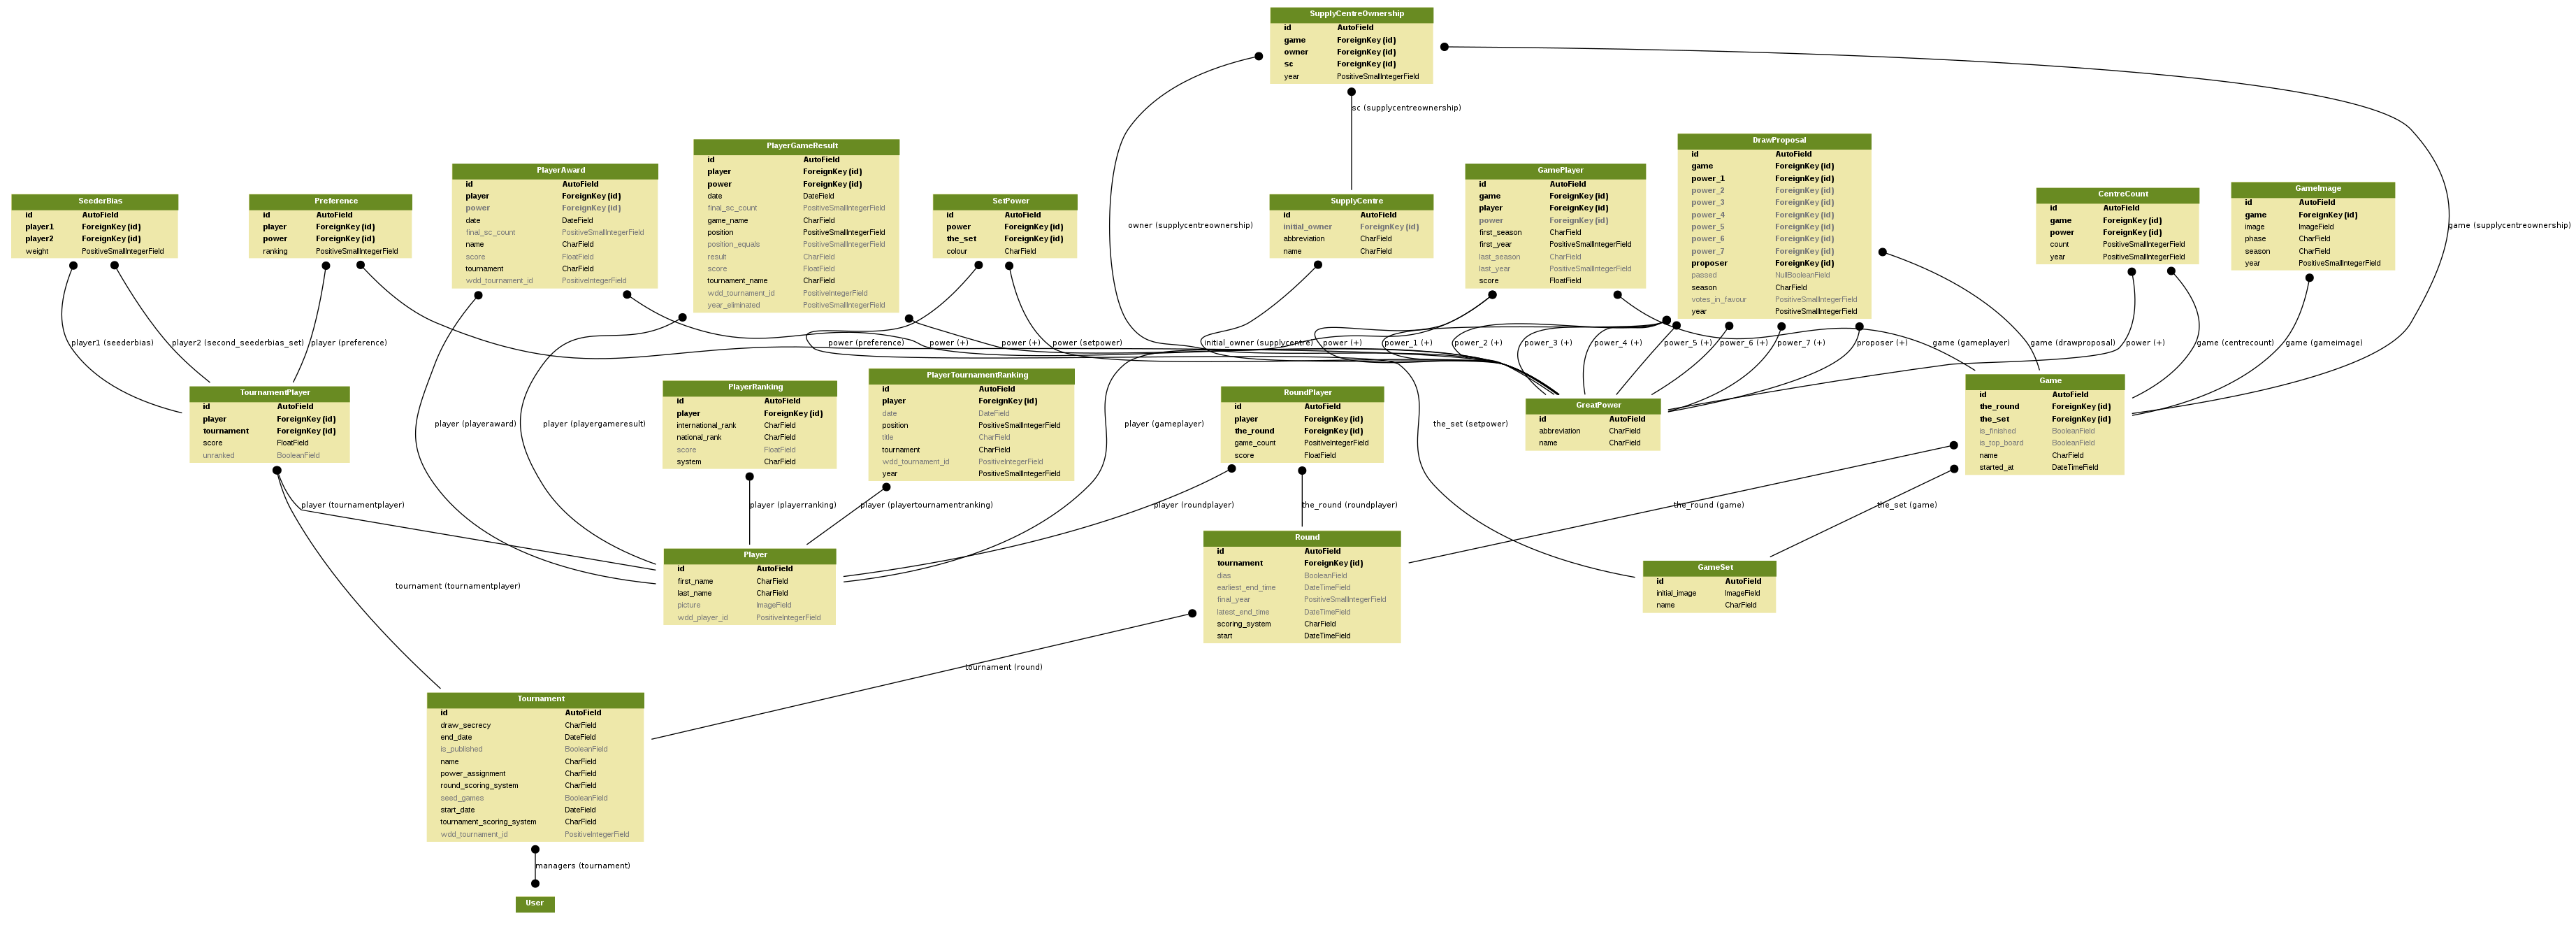 SupplyCentreOwnership
id AutoField
game ForeignKey (id)
owner ForeignKey (id)
sc ForeignKey (id)
year PositiveSmallIntegerField
sc (supplycentreownership)
owner (supplycentreownership)
game (supplycentreownership)
SeederBias
id AutoField
player1 ForeignKey (id)
player2 ForeignKey (id)
weight PositiveSmallIntegerField
Preference
id AutoField
player ForeignKey (id)
power ForeignKey (id)
ranking PositiveSmallIntegerField
PlayerAward
id AutoField
player ForeignKey (id)
power ForeignKey (id)
date DateField
final_sc_count PositiveSmallIntegerField
name CharField
score FloatField
tournament CharField
wdd_tournament_id PositiveIntegerField
PlayerGameResult
id AutoField
player ForeignKey (id)
power ForeignKey (id)
date DateField
final_sc_count PositiveSmallIntegerField
game_name CharField
position PositiveSmallIntegerField
position_equals PositiveSmallIntegerField
result CharField
score FloatField
tournament_name CharField
wdd_tournament_id PositiveIntegerField
year_eliminated PositiveSmallIntegerField
SetPower
id AutoField
power ForeignKey (id)
the_set ForeignKey (id)
colour CharField
SupplyCentre
id AutoField
initial_owner ForeignKey (id)
abbreviation CharField
name CharField
GamePlayer
id AutoField
game ForeignKey (id)
player ForeignKey (id)
power ForeignKey (id)
first_season CharField
first_year PositiveSmallIntegerField
last_season CharField
last_year PositiveSmallIntegerField
score FloatField
DrawProposal
id AutoField
game ForeignKey (id)
power_1 ForeignKey (id)
power_2 ForeignKey (id)
power_3 ForeignKey (id)
power_4 ForeignKey (id)
power_5 ForeignKey (id)
power_6 ForeignKey (id)
power_7 ForeignKey (id)
proposer ForeignKey (id)
passed NullBooleanField
season CharField
votes_in_favour PositiveSmallIntegerField
year PositiveSmallIntegerField
CentreCount
id AutoField
game ForeignKey (id)
power ForeignKey (id)
count PositiveSmallIntegerField
year PositiveSmallIntegerField
GameImage
id AutoField
game ForeignKey (id)
image ImageField
phase CharField
season CharField
year PositiveSmallIntegerField
player1 (seederbias)
player2 (second_seederbias_set)
player (preference)
power (preference)
power (+)
power (+)
power (setpower)
initial_owner (supplycentre)
power (+)
power_1 (+)
power_2 (+)
power_3 (+)
power_4 (+)
power_5 (+)
power_6 (+)
power_7 (+)
proposer (+)
game (gameplayer)
game (drawproposal)
power (+)
game (centrecount)
game (gameimage)
TournamentPlayer
id AutoField
player ForeignKey (id)
tournament ForeignKey (id)
score FloatField
unranked BooleanField
player (playeraward)
player (playergameresult)
PlayerRanking
id AutoField
player ForeignKey (id)
international_rank CharField
national_rank CharField
score FloatField
system CharField
PlayerTournamentRanking
id AutoField
player ForeignKey (id)
date DateField
position PositiveSmallIntegerField
title CharField
tournament CharField
wdd_tournament_id PositiveIntegerField
year PositiveSmallIntegerField
player (gameplayer)
RoundPlayer
id AutoField
player ForeignKey (id)
the_round ForeignKey (id)
game_count PositiveIntegerField
score FloatField
the_set (setpower)
GreatPower
id AutoField
abbreviation CharField
name CharField
Game
id AutoField
the_round ForeignKey (id)
the_set ForeignKey (id)
is_finished BooleanField
is_top_board BooleanField
name CharField
started_at DateTimeField
player (tournamentplayer)
player (playerranking)
player (playertournamentranking)
player (roundplayer)
the_round (roundplayer)
the_round (game)
the_set (game)
Player
id AutoField
first_name CharField
last_name CharField
picture ImageField
wdd_player_id PositiveIntegerField
Round
id AutoField
tournament ForeignKey (id)
dias BooleanField
earliest_end_time DateTimeField
final_year PositiveSmallIntegerField
latest_end_time DateTimeField
scoring_system CharField
start DateTimeField
GameSet
id AutoField
initial_image ImageField
name CharField
tournament (tournamentplayer)
tournament (round)
Tournament
id AutoField
draw_secrecy CharField
end_date DateField
is_published BooleanField
name CharField
power_assignment CharField
round_scoring_system CharField
seed_games BooleanField
start_date DateField
tournament_scoring_system CharField
wdd_tournament_id PositiveIntegerField
managers (tournament)
User